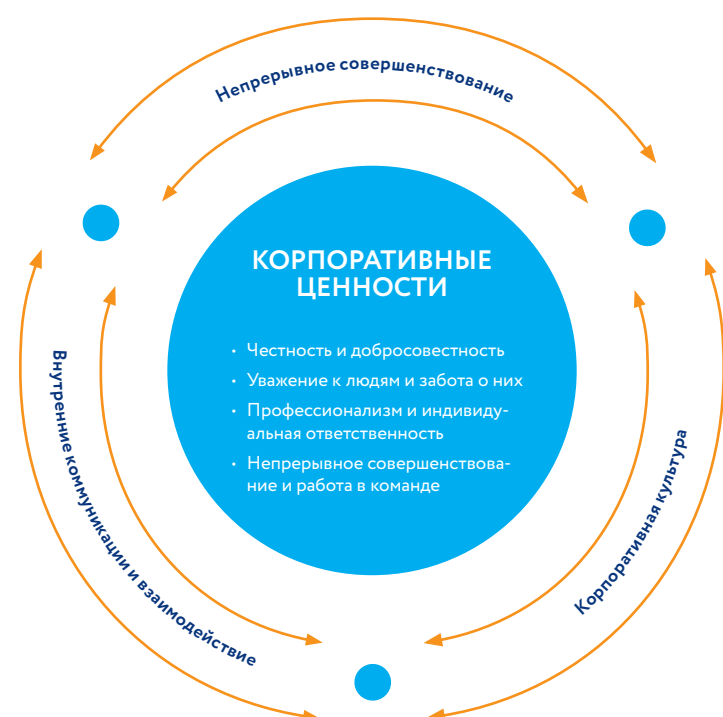 Непрерывное совершенствование
КОРПОРАТИВНЫЕ
ЦЕННОСТИ
· Честность и добросовестность
· Уважение к людям и забота о них
· Профессионализм и индивиду-
альная ответственность
· Непрерывное совершенствова-
ние и работа в команде
Внутренние коммуникации и взаимодействие
Корпоративная культура